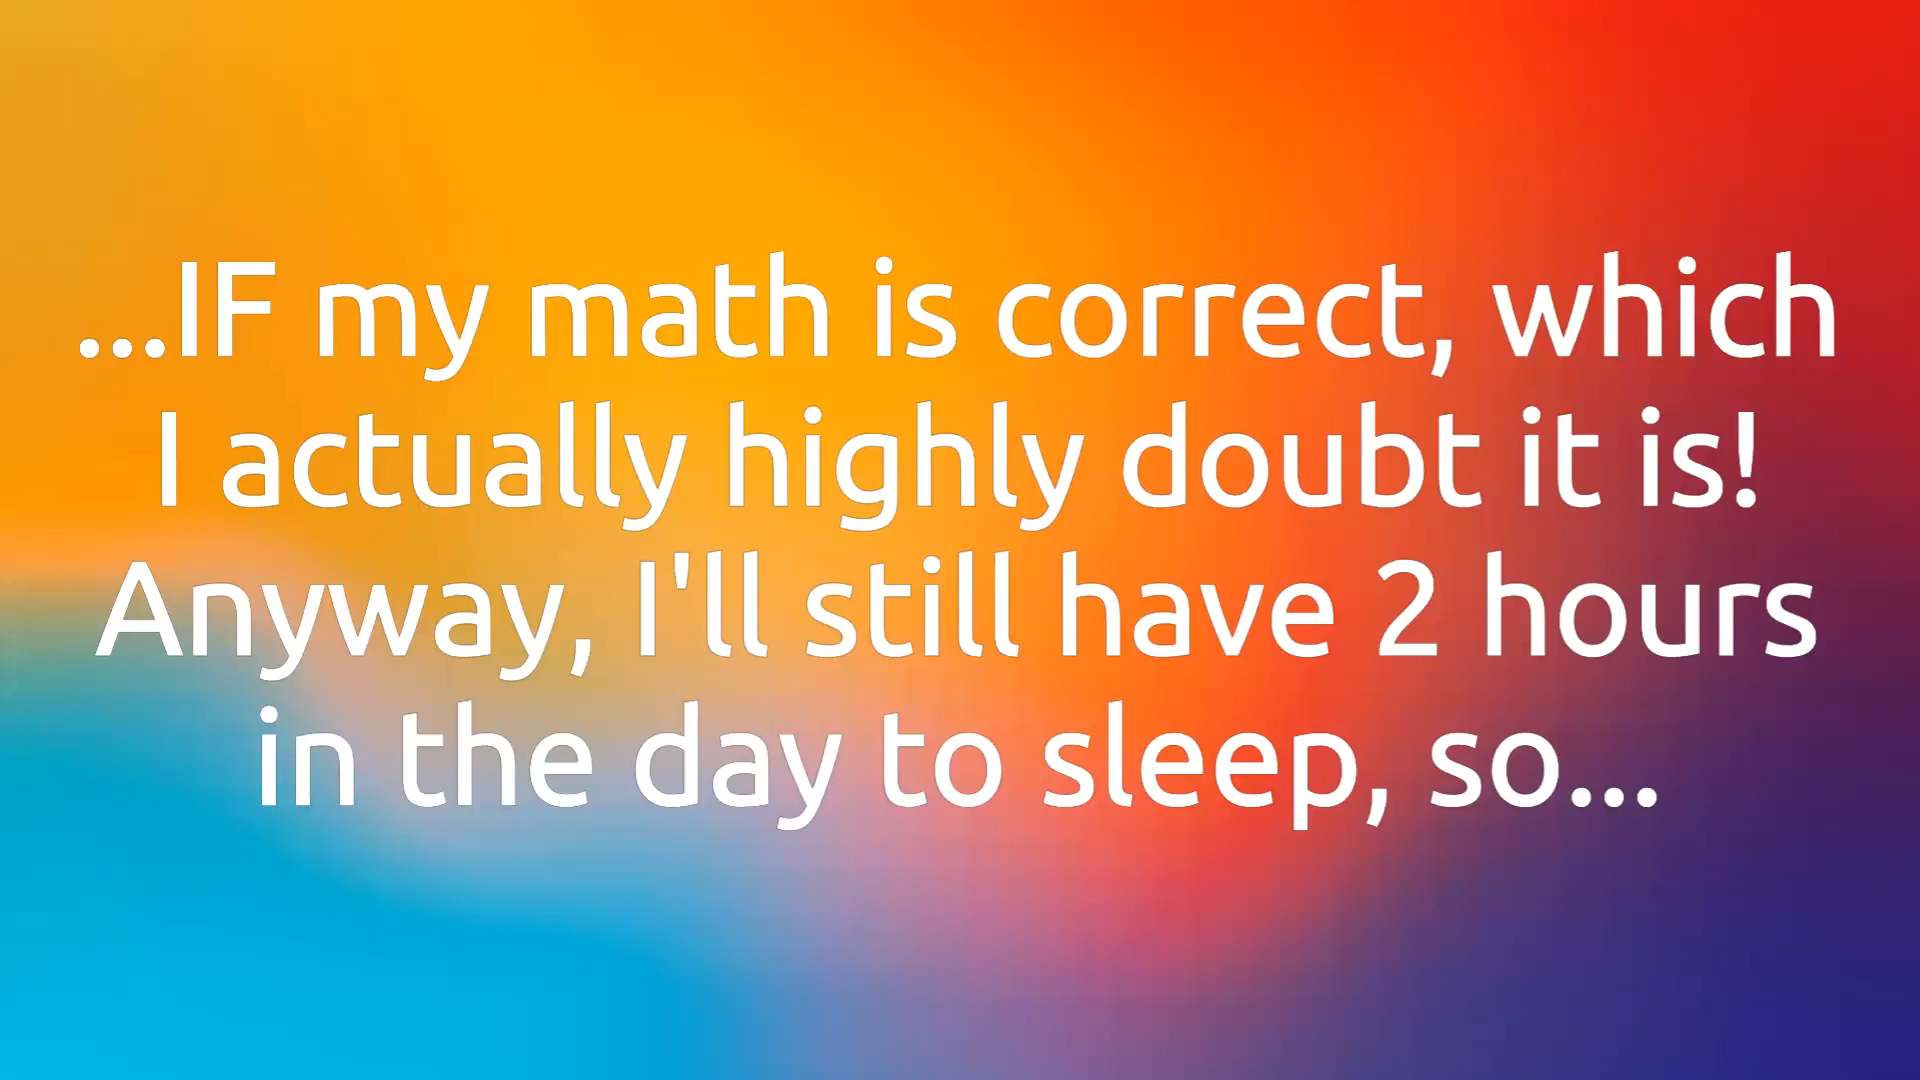 ...IF my math is correct, which
I actually highly doubt it is!
Anyway, I'll still have 2 hours
in the day to sleep, so...